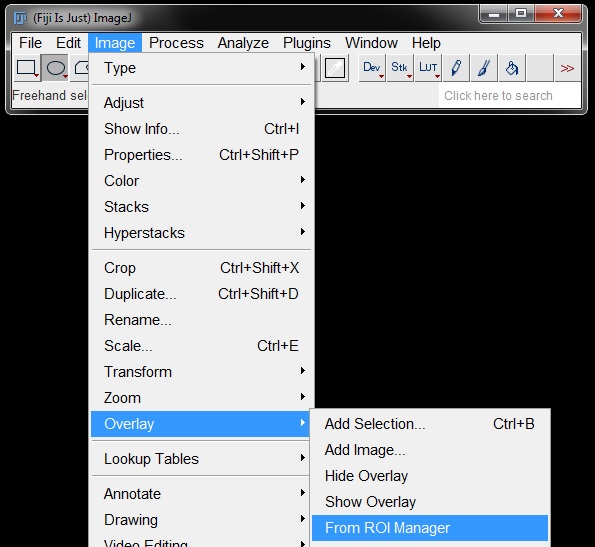 (Fiji Is Just) ImageJ
File Edit Image Process Analyze Plugins Window Help
Dev Stk LUT >>
Freehand sel Click here to search
Type
Adjust
Show Info... Ctrl+I
Properties... Ctrl+Shift+P
Color
Stacks
Hyperstacks
Crop Ctrl+Shift+X
Duplicate... Ctrl+Shift+D
Rename...
Scale... Ctrl+E
Transform
Zoom
Overlay
Add Selection... Ctrl+B
Add Image...
Lookup Tables
Hide Overlay
Annotate
Show Overlay
Drawing
From ROI Manager
Video Editing